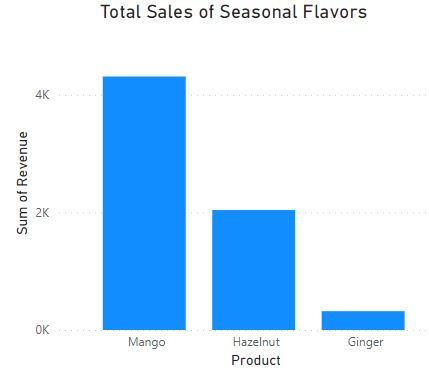 Total Sales of Seasonal Flavors
4K
2K
0K
Sum of Revenue
Mango Hazelnut Ginger
Product